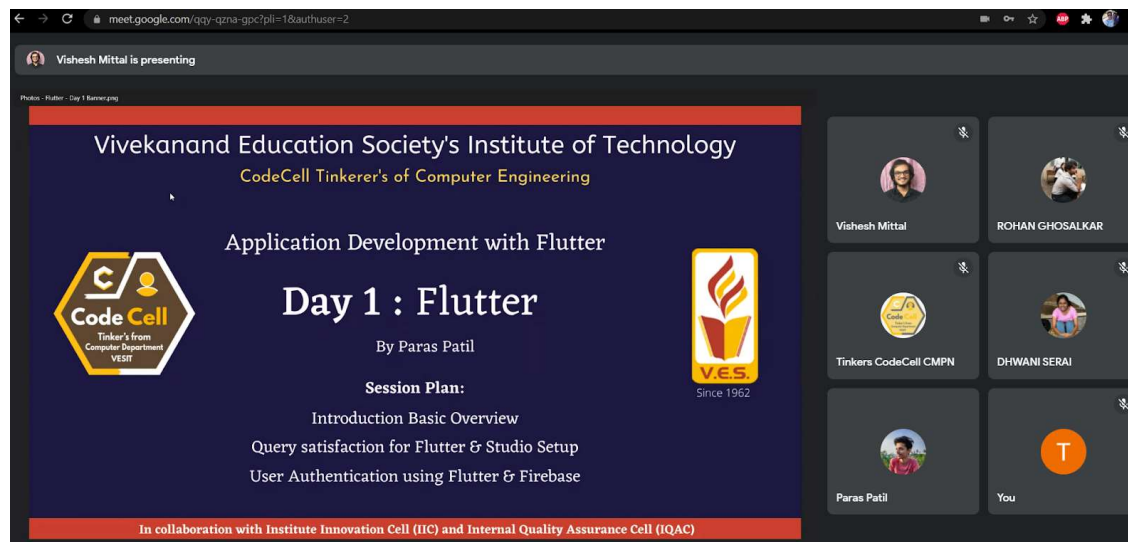 meet.google.com/qqy-qzna-gpc?pli=1&authuser=2
ABP
Vishesh Mittal is presenting
Photos - Flutter - Day 1 Banner.png
Vivekanand Education Society's Institute of Technology
CodeCell Tinkerer's of Computer Engineering
Application Development with Flutter
Day 1 : Flutter
By Paras Patil
Session Plan:
Introduction Basic Overview
Query satisfaction for Flutter & Studio Setup
User Authentication using Flutter & Firebase
In collaboration with Institute Innovation Cell (IIC) and Internal Quality Assurance Cell (IQAC)
C
Code Cell
Tinker's from
Computer Department
VESIT
V.E.S.
Since 1962
Vishesh Mittal
ROHAN GHOSALKAR
Code Cell
Tinkers CodeCell CMPN
DHWANI SERAI
Paras Patil
T
You